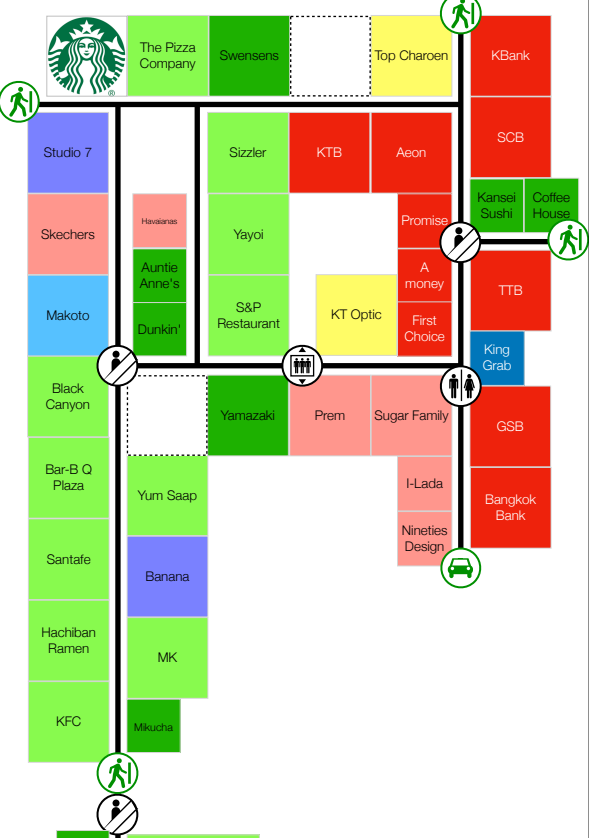 The Pizza
Company
Swensens
Top Charoen
KBank
®
SCB
Studio 7
Sizzler
KTB
Aeon
Kansei
Sushi
Coffee
House
Skechers
Havaianas
Yayoi
Promise
Auntie
Anne's
A
money
TTB
Makoto
Dunkin'
S&P
Restaurant
KT Optic
First
Choice
King
Grab
Black
Canyon
Yamazaki
Prem
Sugar Family
GSB
Bar-B Q
Plaza
Yum Saap
I-Lada
Bangkok
Bank
Nineties
Design
Santafe
Banana
Hachiban
Ramen
MK
KFC
Mikucha